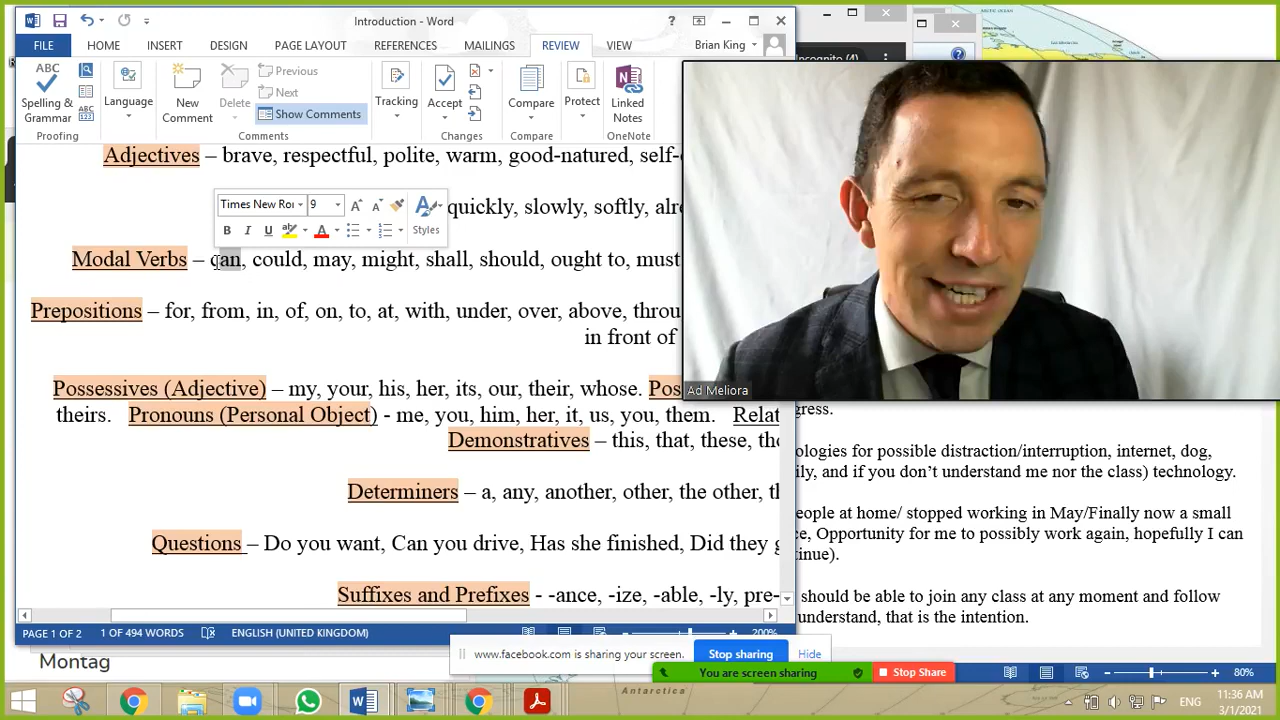 Introduction - Word
FILE HOME INSERT DESIGN PAGE LAYOUT REFERENCES MAILINGS REVIEW VIEW Brian King
ABC
Spelling &
Grammar
Proofing
Language
New
Comment
Delete
Previous
Next
Show Comments
Comments
Tracking
Accept
Changes
Compare
Compare
Protect
Linked
Notes
OneNote
Incognito (4)
Adjectives – brave, respectful, polite, warm, good-natured, self-
Times New Ro 9
Styles
quickly, slowly, softly,
Modal Verbs – can, could, may, might, shall, should, ought to, must
Prepositions – for, from, in, of, on, to, at, with, under, over, above, throu
in front of
Possessives (Adjective) – my, your, his, her, its, our, their, whose. Pos
theirs. Pronouns (Personal Object) - me, you, him, her, it, us, you, them. Relat
Demonstratives – this, that, these, tho
Determiners – a, any, another, other, the other, th
Questions – Do you want, Can you drive, Has she finished, Did they g
Suffixes and Prefixes - -ance, -ize, -able, -ly, pre-
PAGE 1 OF 2 1 OF 494 WORDS ENGLISH (UNITED KINGDOM) 200%
Ad Meliora
gress.
ologies for possible distraction/interruption, internet, dog,
ily, and if you don't understand me nor the class) technology.
eople at home/ stopped working in May/Finally now a small
ce, Opportunity for me to possibly work again, hopefully I can
tinue).
should be able to join any class at any moment and follow
understand, that is the intention.
80%
Montag
www.facebook.com is sharing your screen. Stop sharing Hide
You are screen sharing Stop Share
Antarctica
ENG
11:36 AM
3/1/2021